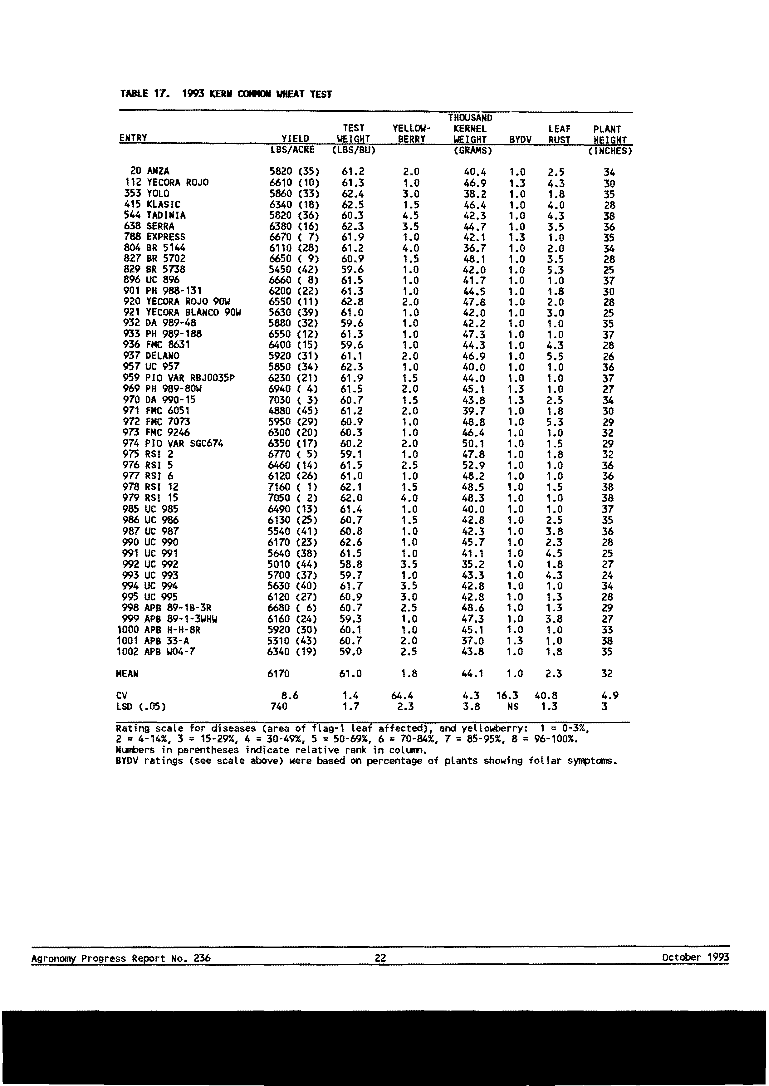 TABLE 17. 1993 KERN COMMON WHEAT TEST
THOUSAND
TEST YELLOW- KERNEL LEAF PLANT
ENTRY YIELD WEIGHT BERRY WEIGHT BYDV RUST HEIGHT
LBS/ACRE (LBS/BU) (GRAMS) (INCHES)
20 ANZA 5820 (35) 61.2 2.0 40.4 1.0 2.5 34
112 YECORA ROJO 6610 (10) 61.3 1.0 46.9 1.3 4.3 30
353 YOLO 5860 (33) 62.4 3.0 38.2 1.0 1.8 35
415 KLASIC 6340 (18) 62.5 1.5 46.4 1.0 4.0 28
544 TADINIA 5820 (36) 60.3 4.5 42.3 1.0 4.3 38
638 SERRA 6380 (16) 62.3 3.5 44.7 1.0 3.5 36
788 EXPRESS 6670 ( 7) 61.9 1.0 42.1 1.3 1.0 35
804 BR 5144 6110 (28) 61.2 4.0 36.7 1.0 2.0 34
827 BR 5702 6650 ( 9) 60.9 1.5 48.1 1.0 3.5 28
829 BR 5738 5450 (42) 59.6 1.0 42.0 1.0 5.3 25
896 UC 896 6660 ( 8) 61.5 1.0 41.7 1.0 1.0 37
901 PH 988-131 6200 (22) 61.3 1.0 44.5 1.0 1.8 30
920 YECORA ROJO 90W 6550 (11) 62.8 2.0 47.8 1.0 2.0 28
921 YECORA BLANCO 90W 5630 (39) 61.0 1.0 42.0 1.0 3.0 25
932 DA 989-48 5880 (32) 59.6 1.0 42.2 1.0 1.0 35
933 PH 989-188 6550 (12) 61.3 1.0 47.3 1.0 1.0 37
936 FMC 8631 6400 (15) 59.6 1.0 44.3 1.0 4.3 28
937 DELANO 5920 (31) 61.1 2.0 46.9 1.0 5.5 26
957 UC 957 5850 (34) 62.3 1.0 40.0 1.0 1.0 36
959 PIO VAR RBJ0035P 6230 (21) 61.9 1.5 44.0 1.0 1.0 37
969 PH 989-80W 6940 ( 4) 61.5 2.0 45.1 1.3 1.0 27
970 DA 990-15 7030 ( 3) 60.7 1.5 43.8 1.3 2.5 34
971 FMC 6051 4880 (45) 61.2 2.0 39.7 1.0 1.8 30
972 FMC 7073 5950 (29) 60.9 1.0 48.8 1.0 5.3 29
973 FMC 9246 6300 (20) 60.3 1.0 46.4 1.0 1.0 32
974 PIO VAR SGC674 6350 (17) 60.2 2.0 50.1 1.0 1.5 29
975 RSI 2 6770 ( 5) 59.1 1.0 47.8 1.0 1.8 32
976 RSI 5 6460 (14) 61.5 2.5 52.9 1.0 1.0 36
977 RSI 6 6120 (26) 61.0 1.0 48.2 1.0 1.0 36
978 RSI 12 7160 ( 1) 62.1 1.5 48.5 1.0 1.5 38
979 RSI 15 7050 ( 2) 62.0 4.0 48.3 1.0 1.0 38
985 UC 985 6490 (13) 61.4 1.0 40.0 1.0 1.0 37
986 UC 986 6130 (25) 60.7 1.5 42.8 1.0 2.5 35
987 UC 987 5540 (41) 60.8 1.0 42.3 1.0 3.8 36
990 UC 990 6170 (23) 62.6 1.0 45.7 1.0 2.3 28
991 UC 991 5640 (38) 61.5 1.0 41.1 1.0 4.5 25
992 UC 992 5010 (44) 58.8 3.5 35.2 1.0 1.8 27
993 UC 993 5700 (37) 59.7 1.0 43.3 1.0 4.3 24
994 UC 994 5630 (40) 61.7 3.5 42.8 1.0 1.0 34
995 UC 995 6120 (27) 60.9 3.0 42.8 1.0 1.3 28
998 APB 89-1B-3R 6680 ( 6) 60.7 2.5 48.6 1.0 1.3 29
999 APB 89-1-3WHW 6160 (24) 59.3 1.0 47.3 1.0 3.8 27
1000 APB H-H-8R 5920 (30) 60.1 1.0 45.1 1.0 1.0 33
1001 APB 33-A 5310 (43) 60.7 2.0 37.0 1.3 1.0 38
1002 APB W04-7 6340 (19) 59.0 2.5 43.8 1.0 1.8 35
MEAN 6170 61.0 1.8 44.1 1.0 2.3 32
CV 8.6 1.4 64.4 4.3 16.3 40.8 4.9
LSD (.05) 740 1.7 2.3 3.8 NS 1.3 3
Rating scale for diseases (area of flag-1 leaf affected), and yellowberry: 1 = 0-3%,
2 = 4-14%, 3 = 15-29%, 4 = 30-49%, 5 = 50-69%, 6 = 70-84%, 7 = 85-95%, 8 = 96-100%.
Numbers in parentheses indicate relative rank in column.
BYDV ratings (see scale above) were based on percentage of plants showing foliar symptoms.
Agronomy Progress Report No. 236 22 October 1993